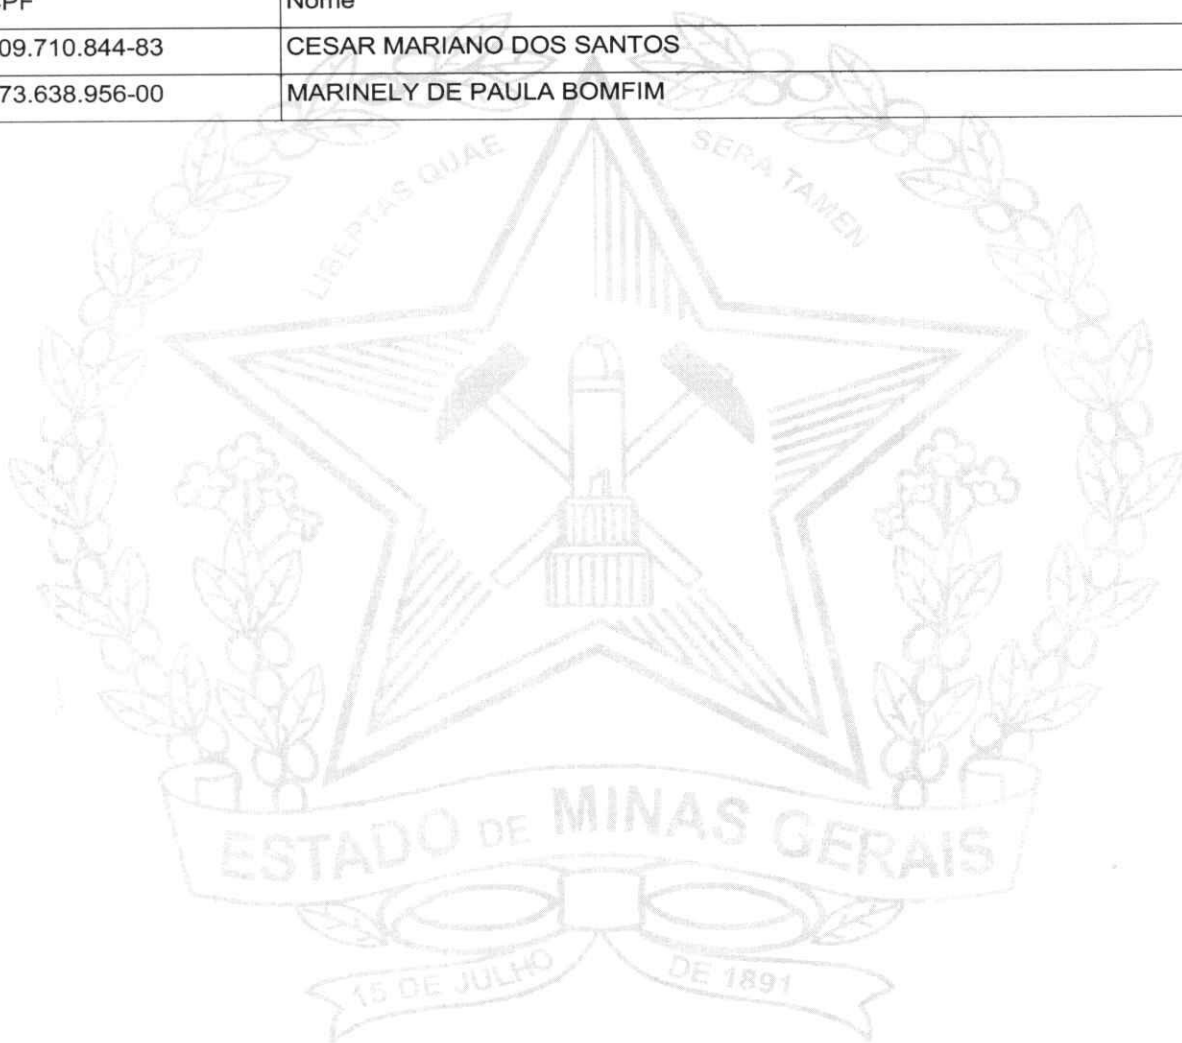 CPF Nome
09.710.844-83 CESAR MARIANO DOS SANTOS
73.638.956-00 MARINELY DE PAULA BOMFIM
LIBERTAS QUAE SERA TAMEN
ESTADO DE MINAS GERAIS
15 DE JULHO DE 1891